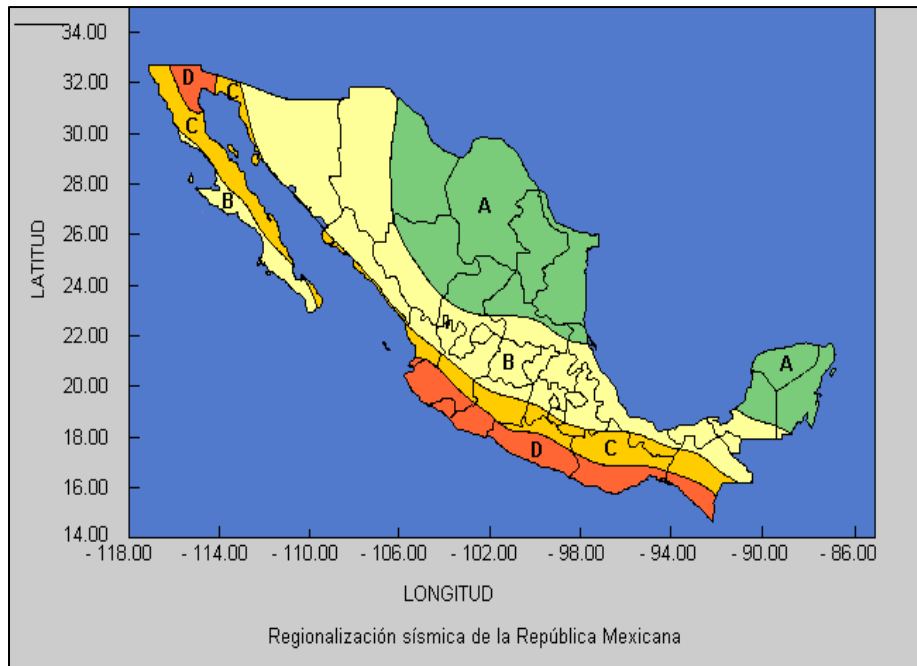 34.00
32.00
30.00
28.00
26.00
24.00
22.00
20.00
18.00
16.00
14.00
LATITUD
D
C
C
B
A
B
A
C
D
- 118.00 - 114.00 - 110.00 - 106.00 - 102.00 - 98.00 - 94.00 - 90.00 - 86.00
LONGITUD
Regionalización sísmica de la República Mexicana